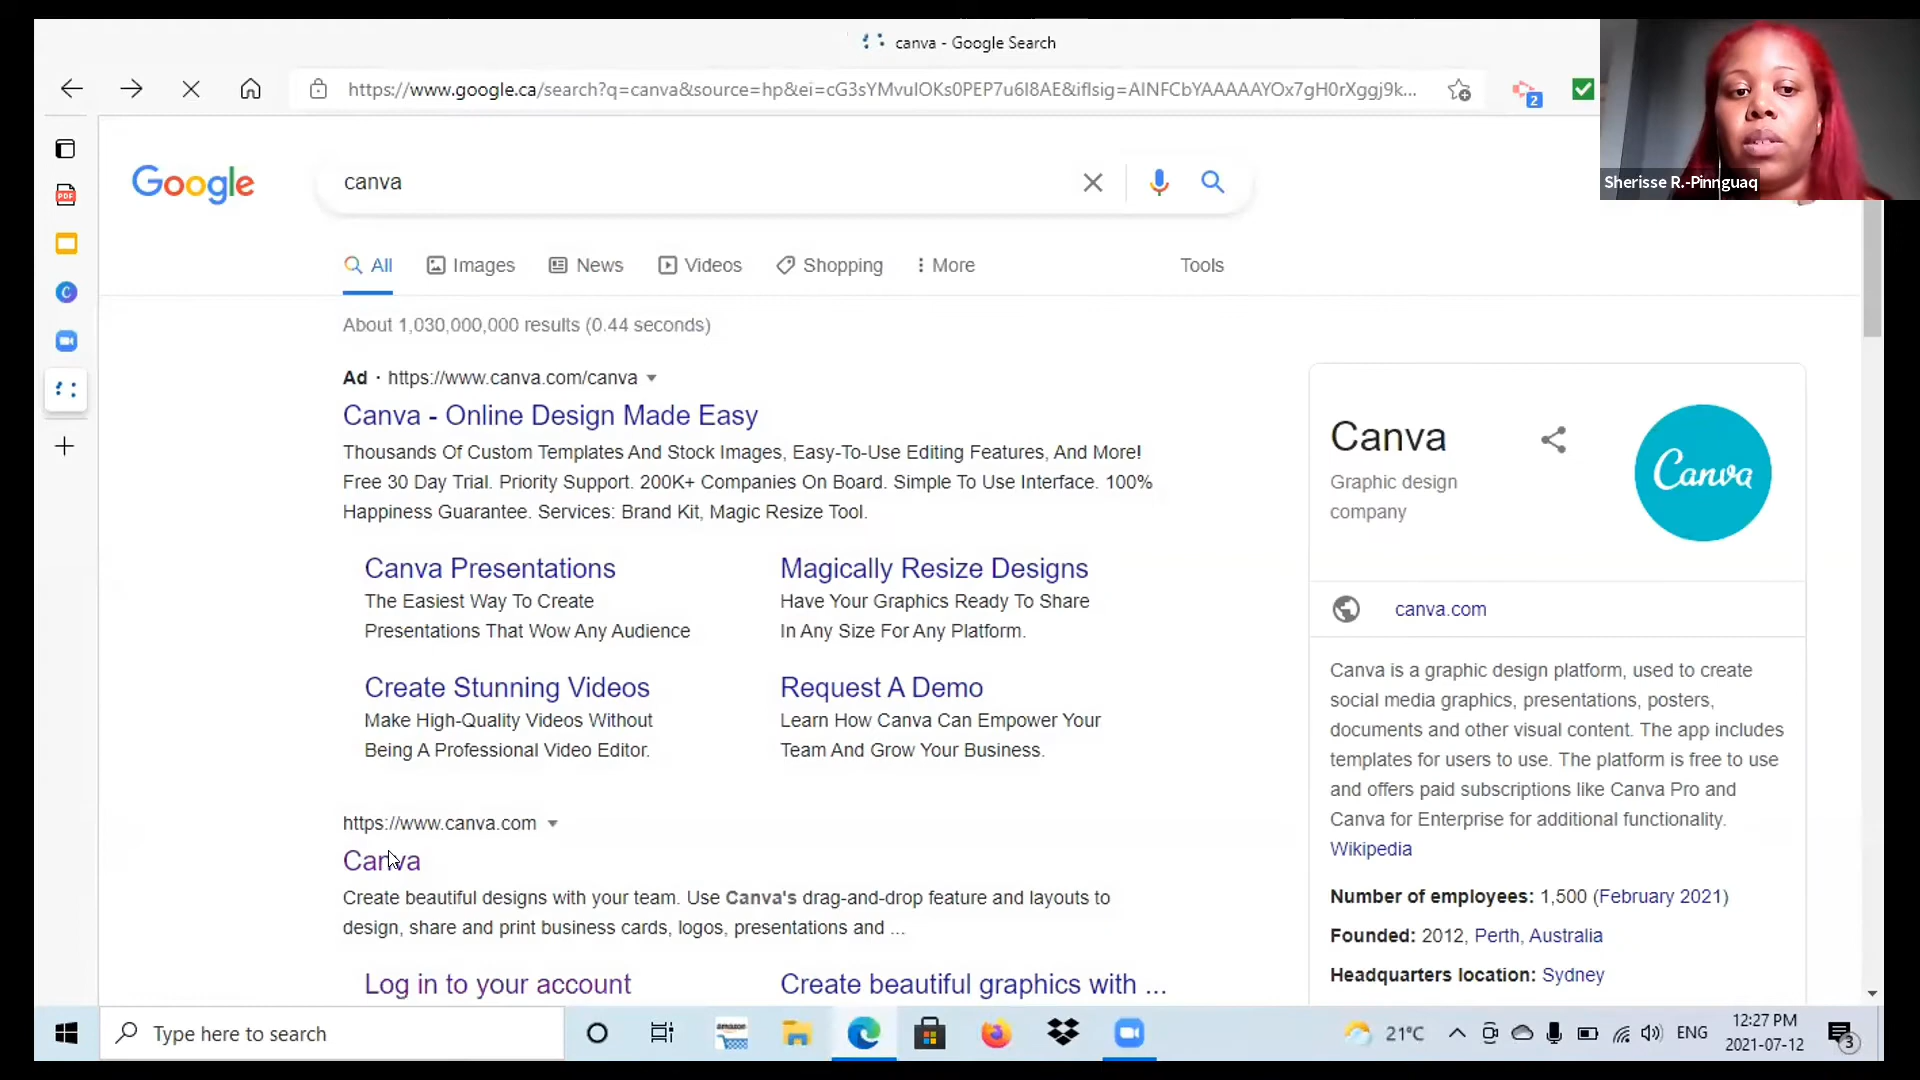 canva - Google Search
https://www.google.ca/search?q=canva&source=hp&ei=cG3sYMvulOKs0PEP7u6I8AE&iflsig=AINFCbYAAAAAYOx7gH0rXggj9k...
2
Sherisse R.-Pinnguaq
PDF
Google
canva
All
Images
News
Videos
Shopping
More
Tools
C
About 1,030,000,000 results (0.44 seconds)
Ad · https://www.canva.com/canva
Canva - Online Design Made Easy
Thousands Of Custom Templates And Stock Images, Easy-To-Use Editing Features, And More!
Free 30 Day Trial. Priority Support. 200K+ Companies On Board. Simple To Use Interface. 100%
Happiness Guarantee. Services: Brand Kit, Magic Resize Tool.
Canva Presentations
The Easiest Way To Create
Presentations That Wow Any Audience
Magically Resize Designs
Have Your Graphics Ready To Share
In Any Size For Any Platform.
Create Stunning Videos
Make High-Quality Videos Without
Being A Professional Video Editor.
Request A Demo
Learn How Canva Can Empower Your
Team And Grow Your Business.
https://www.canva.com
Canva
Create beautiful designs with your team. Use Canva's drag-and-drop feature and layouts to
design, share and print business cards, logos, presentations and ...
Log in to your account
Create beautiful graphics with ...
Canva
Graphic design
company
Canva
canva.com
Canva is a graphic design platform, used to create
social media graphics, presentations, posters,
documents and other visual content. The app includes
templates for users to use. The platform is free to use
and offers paid subscriptions like Canva Pro and
Canva for Enterprise for additional functionality.
Wikipedia
Number of employees: 1,500 (February 2021)
Founded: 2012, Perth, Australia
Headquarters location: Sydney
Type here to search
amazon
21°C
ENG
12:27 PM
2021-07-12
3